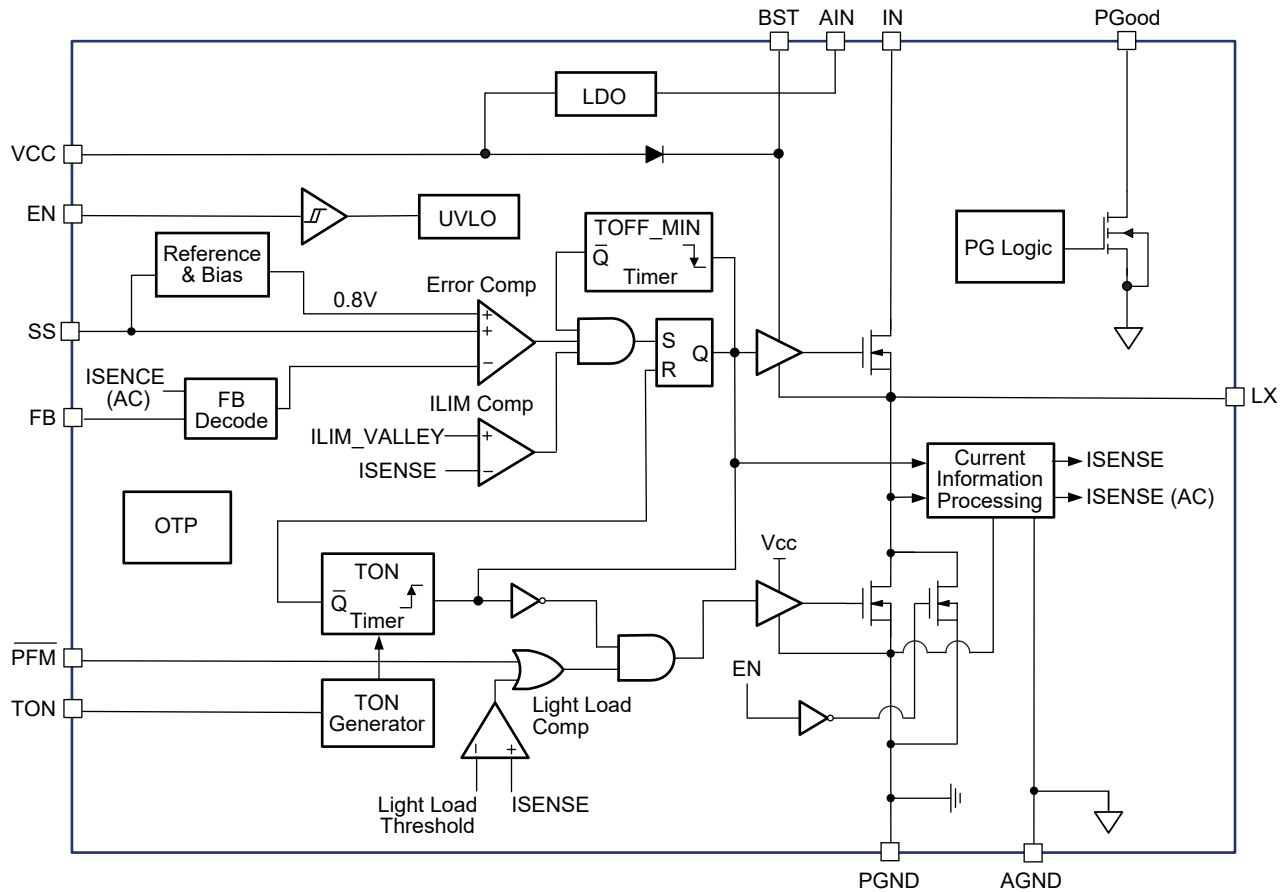 BST AIN IN PGood
LDO
VCC
EN
UVLO
TOFF_MIN
Q̅
Timer
PG Logic
Reference
& Bias
0.8V
Error Comp
+
+
−
SS
S
R
Q
ISENCE
(AC)
FB
Decode
FB
LX
ILIM Comp
ILIM_VALLEY
+
ISENSE
−
Current
Information
Processing
ISENSE
ISENSE (AC)
OTP
TON
Q̅
Timer
Vcc
P̅F̅M̅
EN
TON
TON
Generator
Light Load
Comp
−
+
Light Load
Threshold
ISENSE
PGND AGND